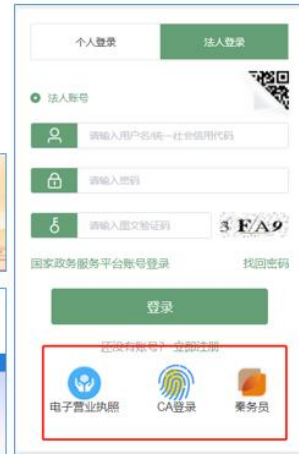 个人登录 法人登录
法人账号
请输入用户名/统一社会信用代码
请输入密码
请输入图文验证码 3 EA9
国家政务服务平台账号登录 找回密码
登录
还没有账号? 立即注册
电子营业执照 CA登录 秦务员